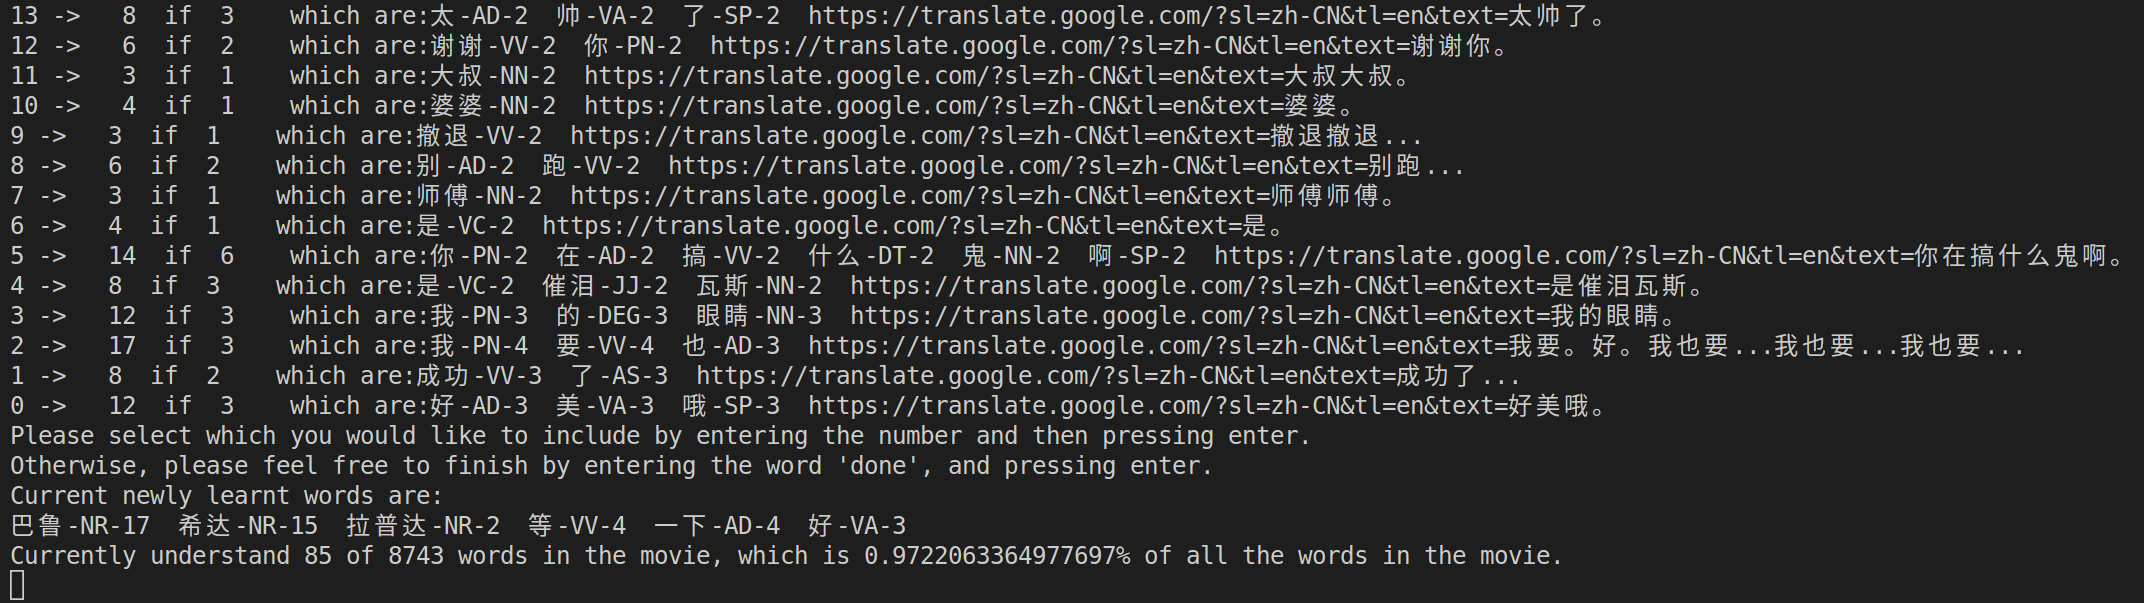 13 ->   8  if  3    which are:太-AD-2  帅-VA-2  了-SP-2  https://translate.google.com/?sl=zh-CN&tl=en&text=太帅了。
12 ->   6  if  2    which are:谢谢-VV-2  你-PN-2  https://translate.google.com/?sl=zh-CN&tl=en&text=谢谢你。
11 ->   3  if  1    which are:大叔-NN-2  https://translate.google.com/?sl=zh-CN&tl=en&text=大叔大叔。
10 ->   4  if  1    which are:婆婆-NN-2  https://translate.google.com/?sl=zh-CN&tl=en&text=婆婆。
9 ->   3  if  1    which are:撤退-VV-2  https://translate.google.com/?sl=zh-CN&tl=en&text=撤退撤退...
8 ->   6  if  2    which are:别-AD-2  跑-VV-2  https://translate.google.com/?sl=zh-CN&tl=en&text=别跑...
7 ->   3  if  1    which are:师傅-NN-2  https://translate.google.com/?sl=zh-CN&tl=en&text=师傅师傅。
6 ->   4  if  1    which are:是-VC-2  https://translate.google.com/?sl=zh-CN&tl=en&text=是。
5 ->   14  if  6    which are:你-PN-2  在-AD-2  搞-VV-2  什么-DT-2  鬼-NN-2  啊-SP-2  https://translate.google.com/?sl=zh-CN&tl=en&text=你在搞什么鬼啊。
4 ->   8  if  3    which are:是-VC-2  催泪-JJ-2  瓦斯-NN-2  https://translate.google.com/?sl=zh-CN&tl=en&text=是催泪瓦斯。
3 ->   12  if  3    which are:我-PN-3  的-DEG-3  眼睛-NN-3  https://translate.google.com/?sl=zh-CN&tl=en&text=我的眼睛。
2 ->   17  if  3    which are:我-PN-4  要-VV-4  也-AD-3  https://translate.google.com/?sl=zh-CN&tl=en&text=我要。好。我也要...我也要...我也要...
1 ->   8  if  2    which are:成功-VV-3  了-AS-3  https://translate.google.com/?sl=zh-CN&tl=en&text=成功了...
0 ->   12  if  3    which are:好-AD-3  美-VA-3  哦-SP-3  https://translate.google.com/?sl=zh-CN&tl=en&text=好美哦。
Please select which you would like to include by entering the number and then pressing enter.
Otherwise, please feel free to finish by entering the word 'done', and pressing enter.
Current newly learnt words are:
巴鲁-NR-17  希达-NR-15  拉普达-NR-2  等-VV-4  一下-AD-4  好-VA-3
Currently understand 85 of 8743 words in the movie, which is 0.9722063364977697% of all the words in the movie.